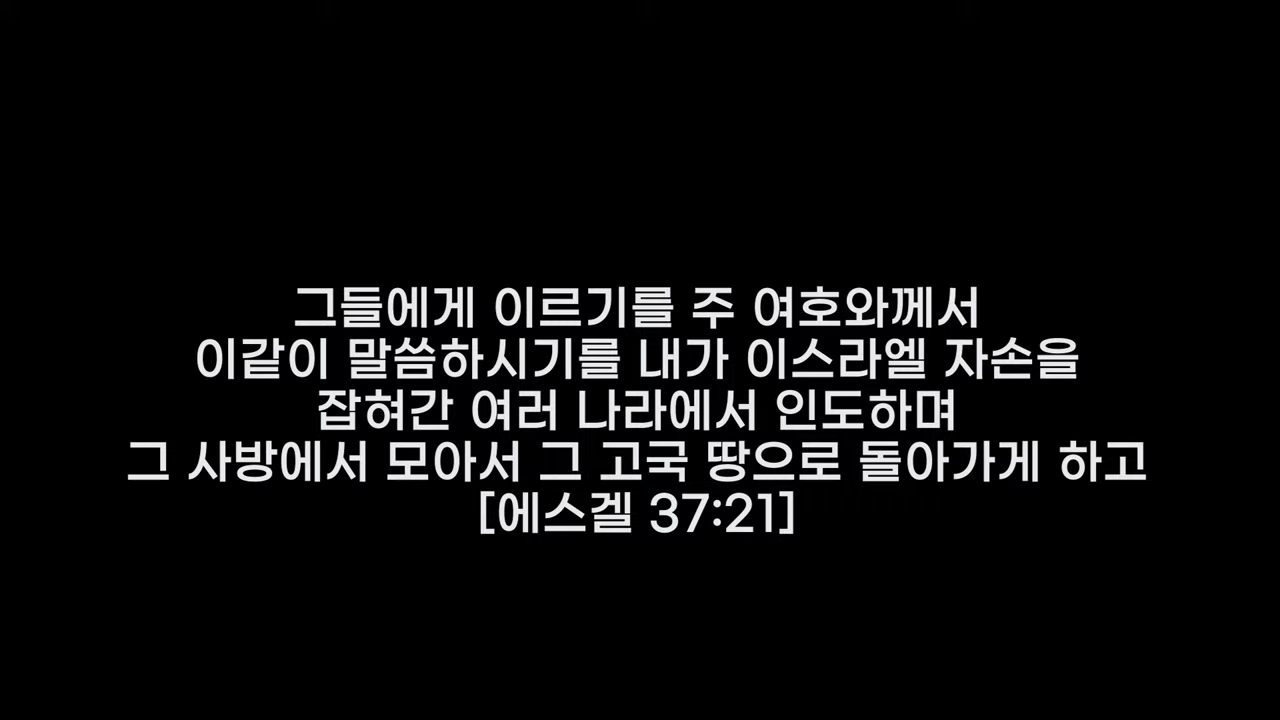 그들에게 이르기를 주 여호와께서
이같이 말씀하시기를 내가 이스라엘 자손을
잡혀간 여러 나라에서 인도하며
그 사방에서 모아서 그 고국 땅으로 돌아가게 하고
[에스겔 37:21]